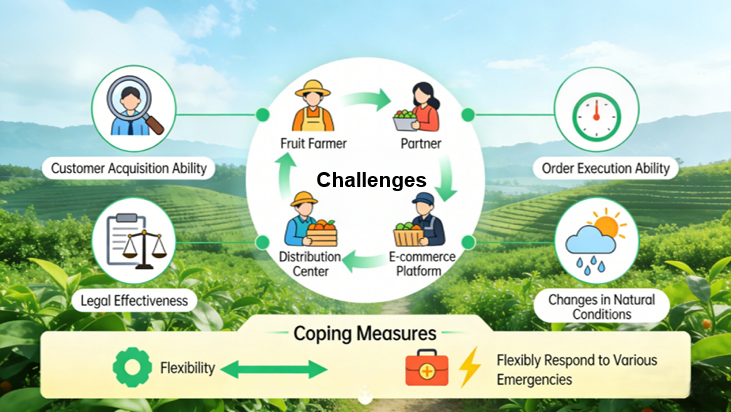 Fruit Farmer
Partner
Customer Acquisition Ability
Order Execution Ability
Challenges
Distribution
Center
E-commerce
Platform
Legal Effectiveness
Changes in Natural
Conditions
Coping Measures
Flexibility
Flexibly Respond to Various
Emergencies